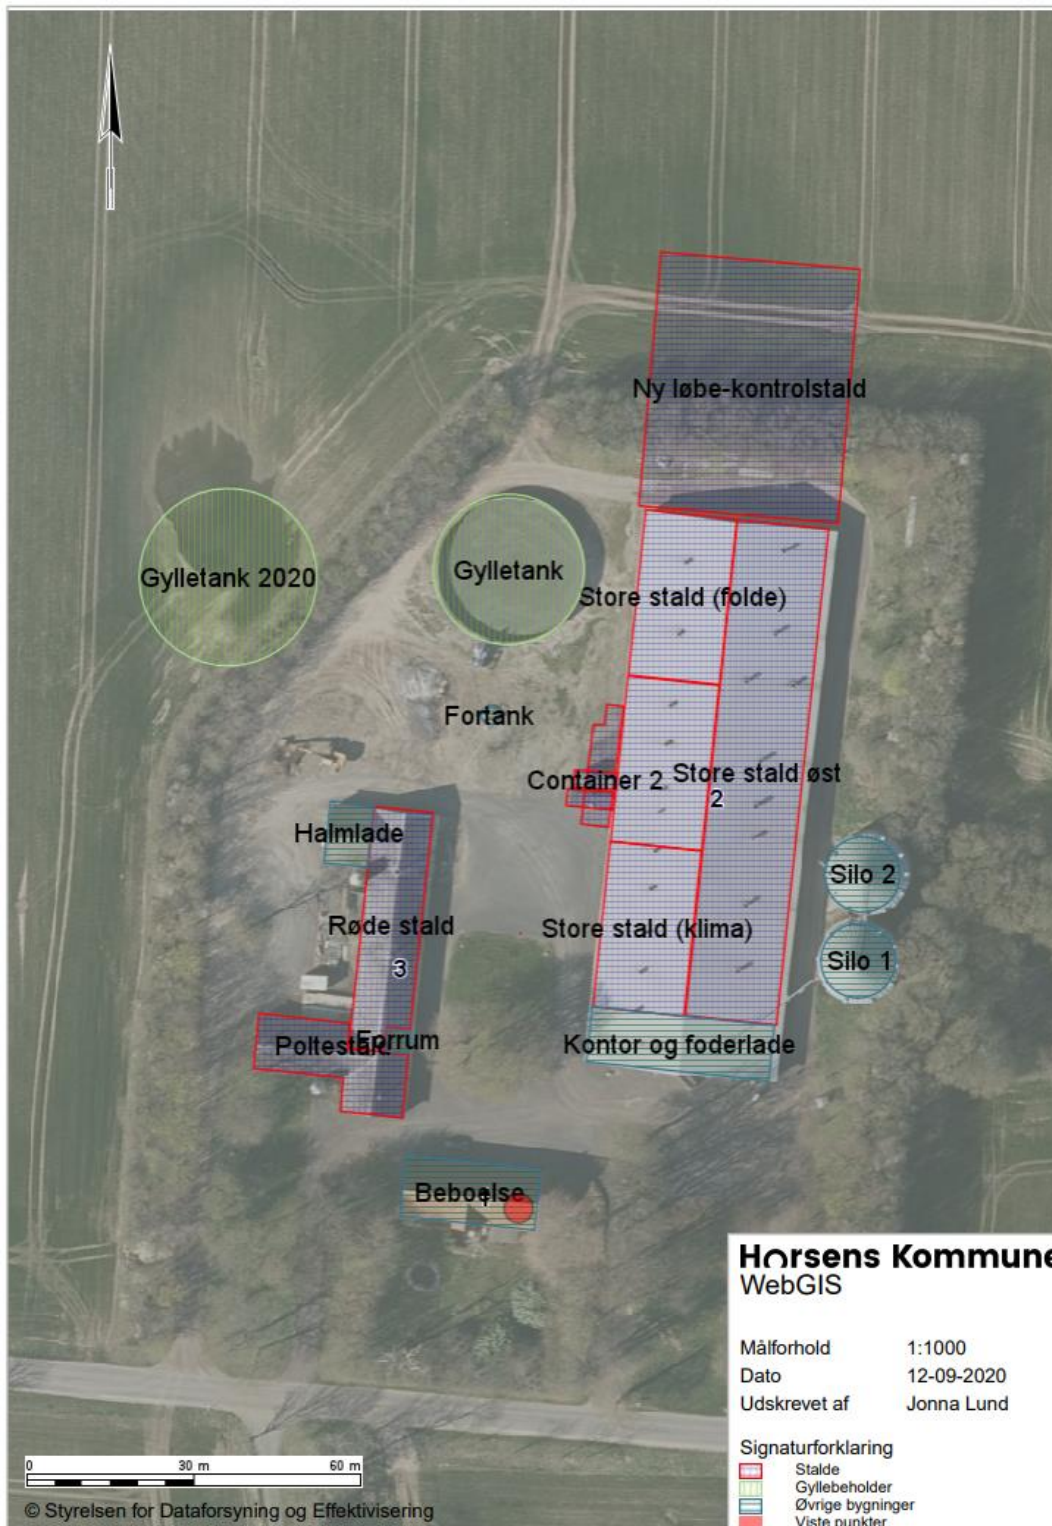 Ny løbe-kontrolstald
Gylletank 2020
Gylletank
Store stald (folde)
Fortank
Container 2
Store stald øst
2
Halmlade
Silo 2
Røde stald
Store stald (klima)
3
Silo 1
Poltestald
Forrum
Kontor og foderlade
Beboelse
1
Horsens Kommune
WebGIS
Målforhold 1:1000
Dato 12-09-2020
Udskrevet af Jonna Lund
Signaturforklaring
Stalde
Gyllebeholder
Øvrige bygninger
Viste punkter
0 30 m 60 m
© Styrelsen for Dataforsyning og Effektivisering